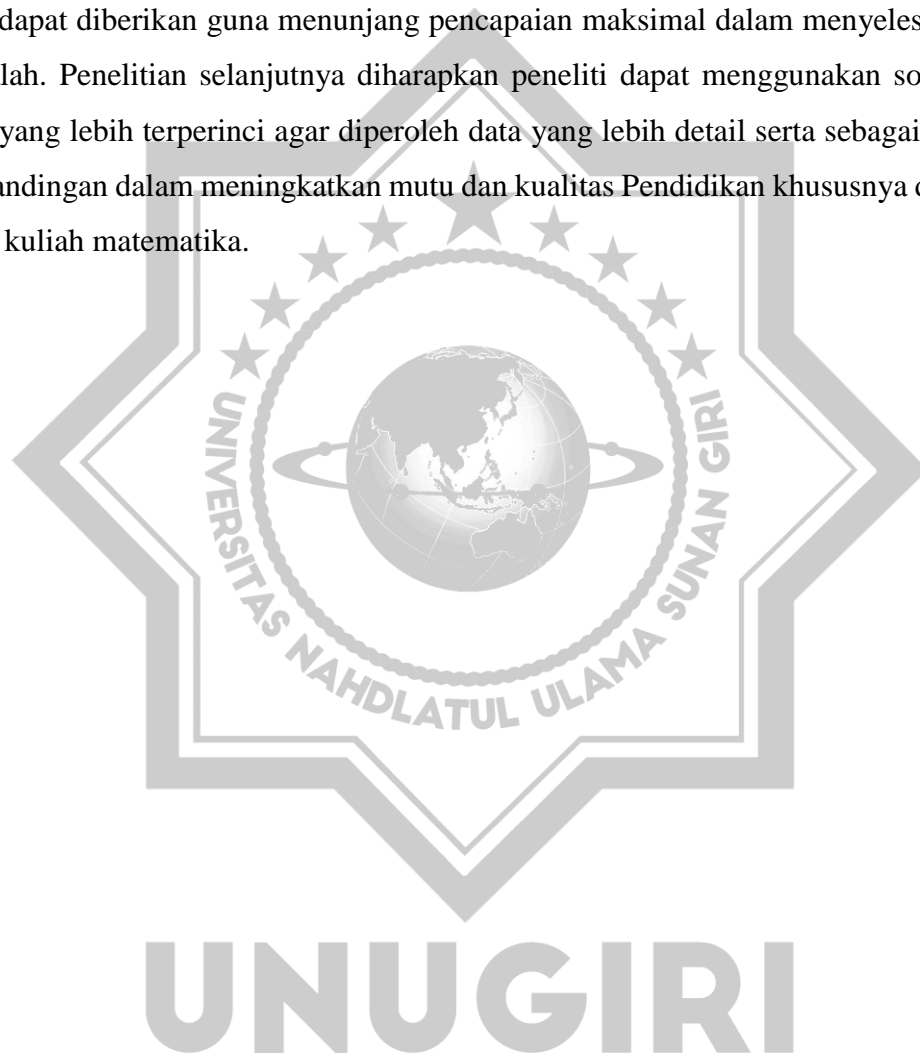 dapat diberikan guna menunjang pencapaian maksimal dalam menyeles
lah. Penelitian selanjutnya diharapkan peneliti dapat menggunakan so
yang lebih terperinci agar diperoleh data yang lebih detail serta sebagai
andingan dalam meningkatkan mutu dan kualitas Pendidikan khususnya d
kuliah matematika.
UNIVERSITAS NAHDLATUL ULAMA SUNAN GIRI
UNUGIRI